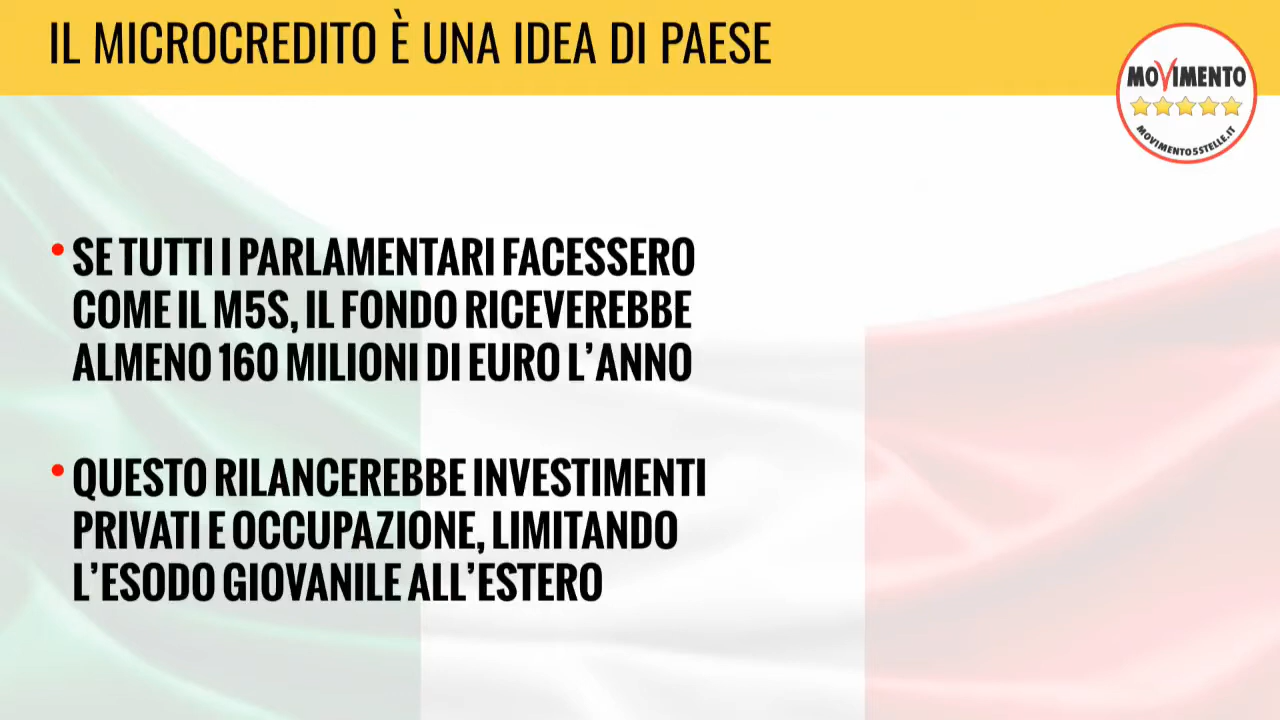 IL MICROCREDITO È UNA IDEA DI PAESE
MOVIMENTO
MOVIMENTO5STELLE.IT
• SE TUTTI I PARLAMENTARI FACESSERO
COME IL M5S, IL FONDO RICEVEREBBE
ALMENO 160 MILIONI DI EURO L’ANNO
• QUESTO RILANCEREBBE INVESTIMENTI
PRIVATI E OCCUPAZIONE, LIMITANDO
L’ESODO GIOVANILE ALL’ESTERO